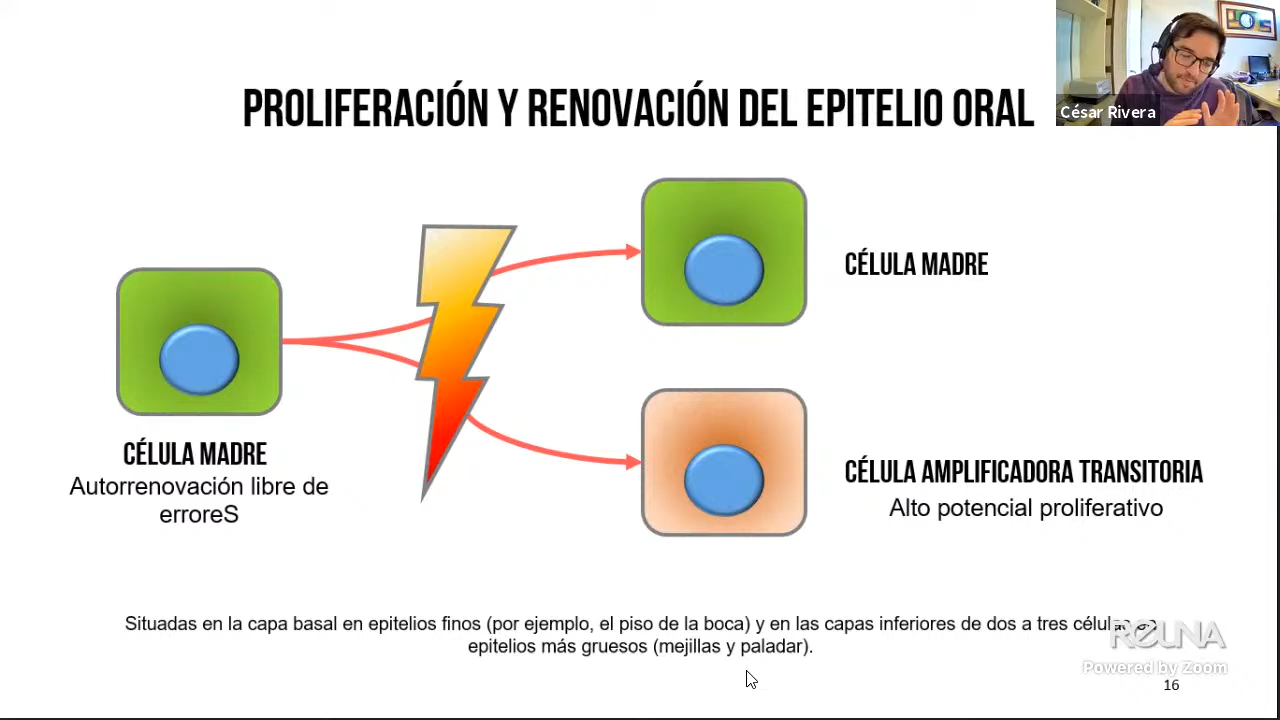 PROLIFERACIÓN Y RENOVACIÓN DEL EPITELIO ORAL
César Rivera
CÉLULA MADRE
CÉLULA MADRE
Autorrenovación libre de
erroreS
CÉLULA AMPLIFICADORA TRANSITORIA
Alto potencial proliferativo
Situadas en la capa basal en epitelios finos (por ejemplo, el piso de la boca) y en las capas inferiores de dos a tres células en
epitelios más gruesos (mejillas y paladar).
REUNA
Powered by Zoom
16